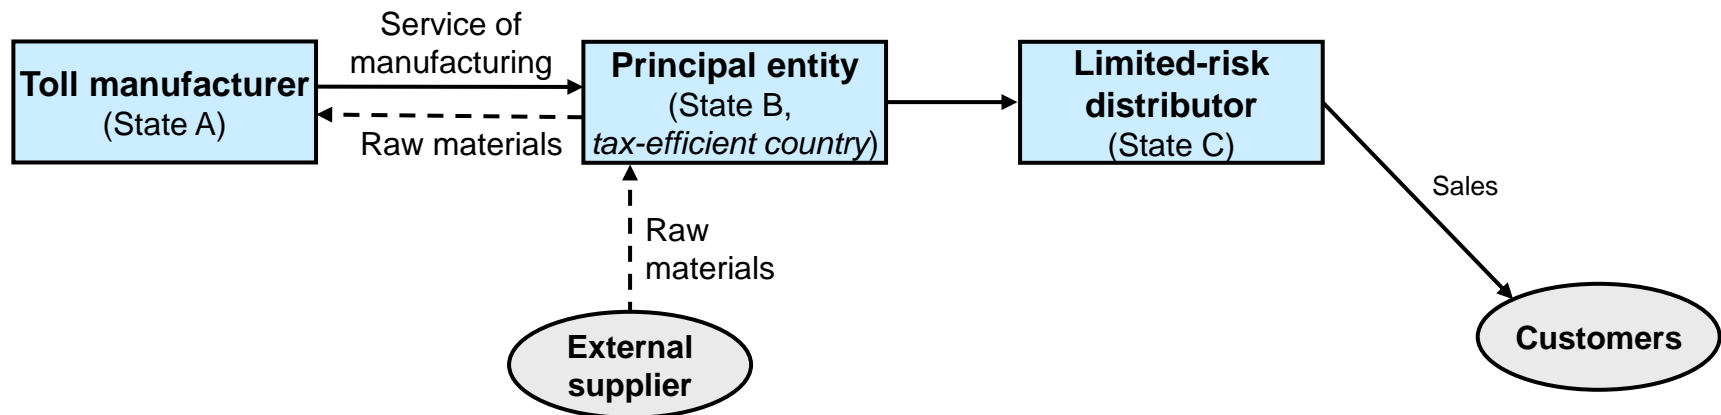 Service of
manufacturing
Toll manufacturer
(State A)
Raw materials
Principal entity
(State B,
tax-efficient country)
Limited-risk
distributor
(State C)
Sales
Raw
materials
External
supplier
Customers